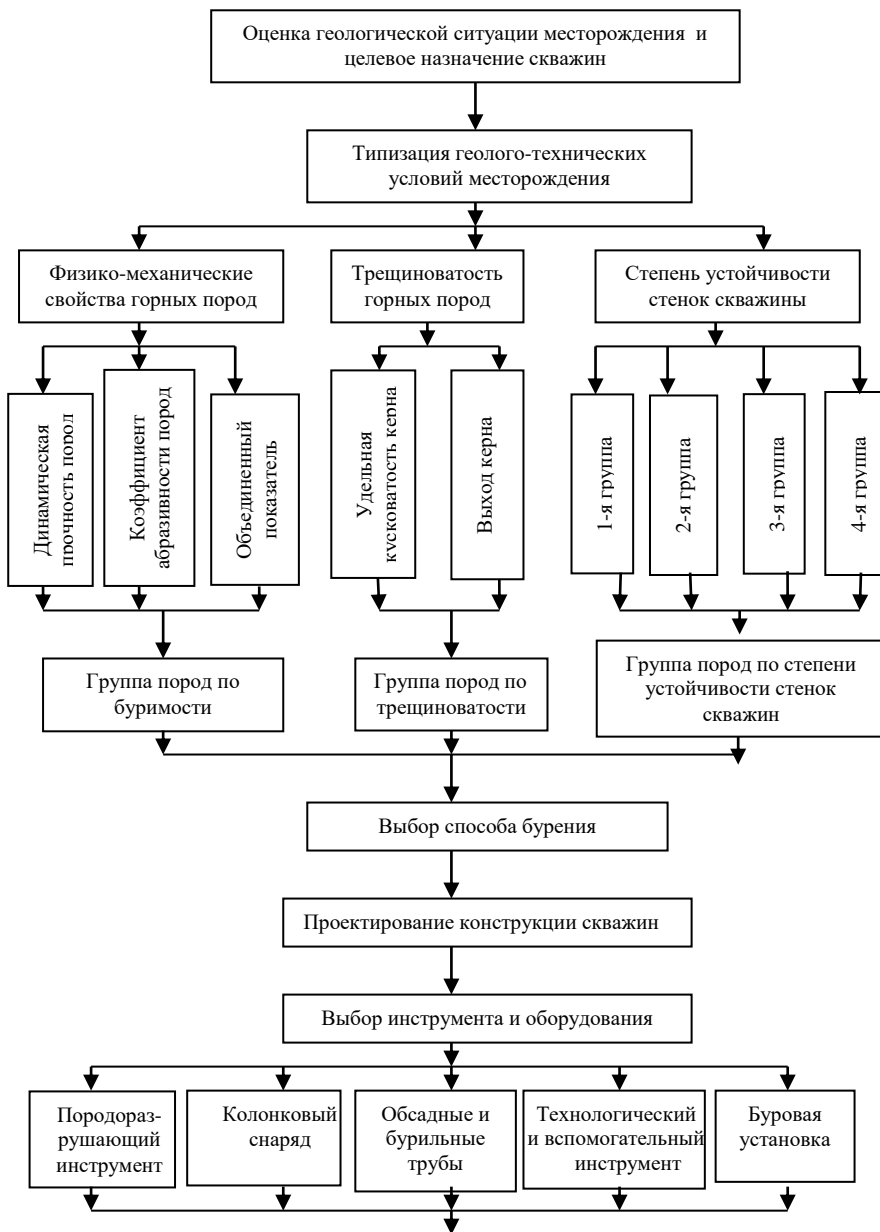 Оценка геологической ситуации месторождения и
целевое назначение скважин
Типизация геолого-технических
условий месторождения
Физико-механические
свойства горных пород
Трещиноватость
горных пород
Степень устойчивости
стенок скважины
Динамическая
прочность пород
Коэффициент
абразивности пород
Объединенный
показатель
Удельная
кусковатость керна
Выход керна
1-я группа
2-я группа
3-я группа
4-я группа
Группа пород по
буримости
Группа пород по
трещиноватости
Группа пород по степени
устойчивости стенок
скважин
Выбор способа бурения
Проектирование конструкции скважин
Выбор инструмента и оборудования
Породораз-
рушающий
инструмент
Колонковый
снаряд
Обсадные и
бурильные
трубы
Технологический
и вспомогательный
инструмент
Буровая
установка